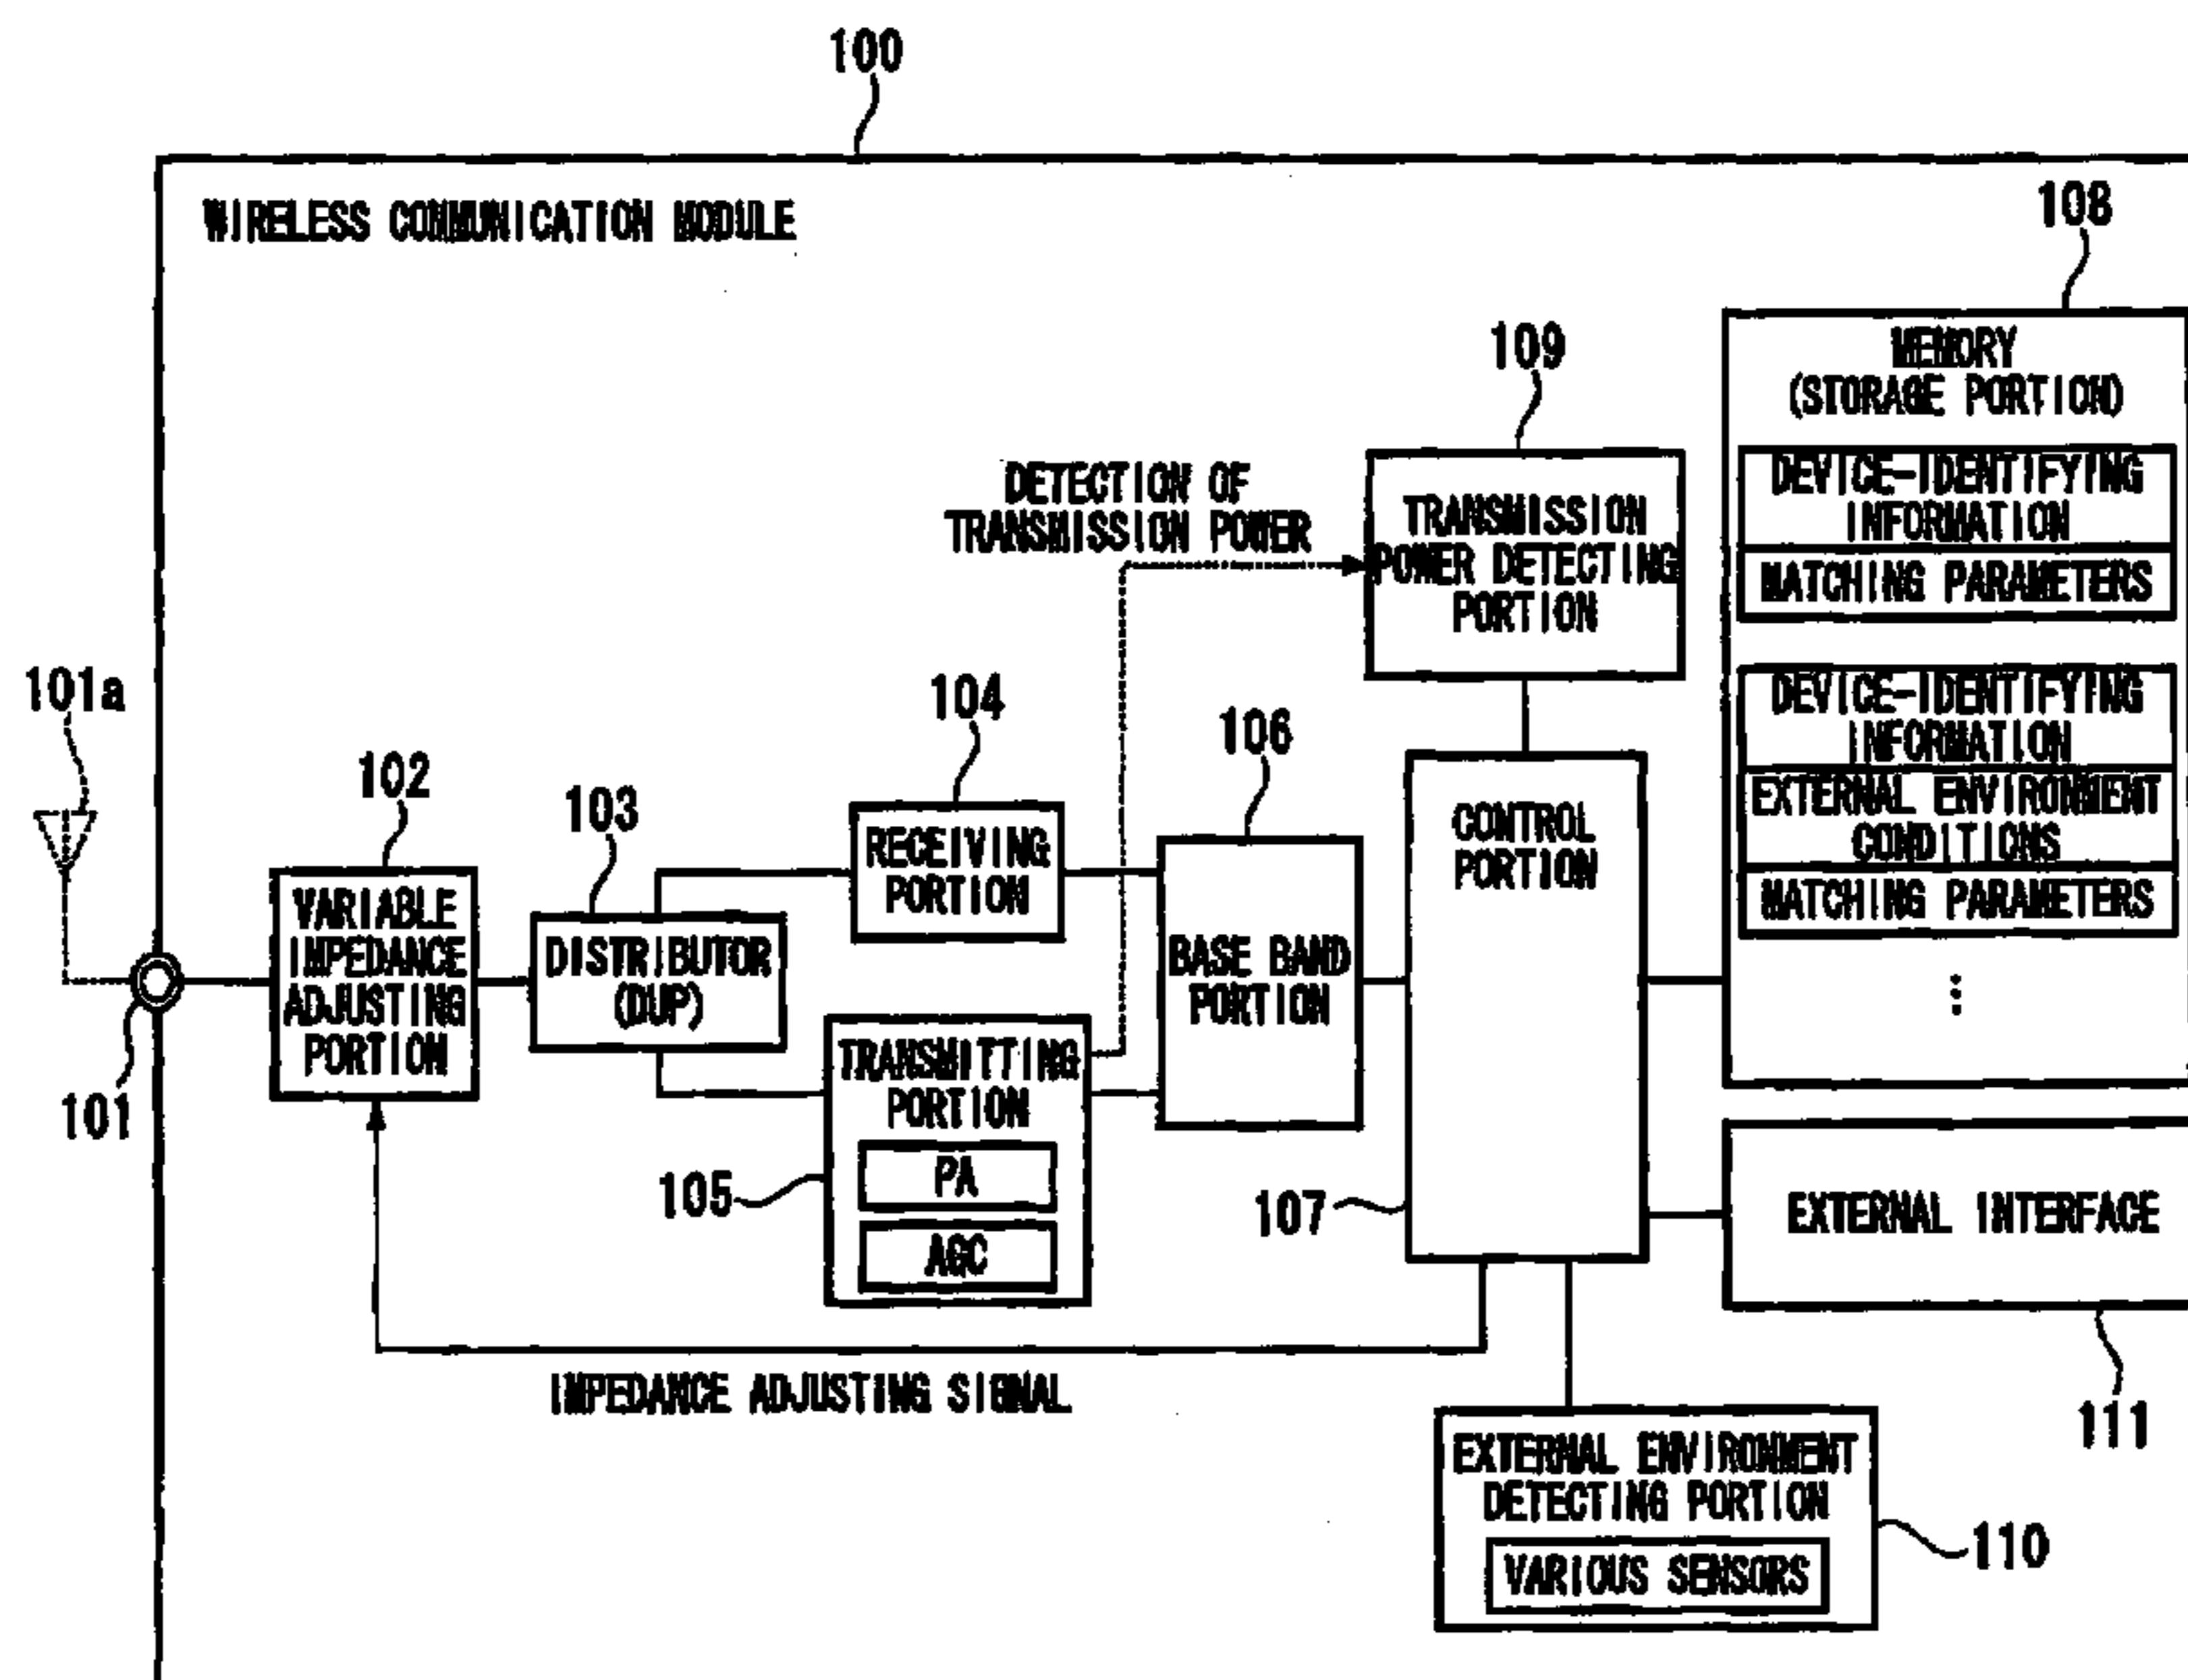 100
WIRELESS COMMUNICATION MODULE
108
MEMORY
(STORAGE PORTION)
DEVICE-IDENTIFYING
INFORMATION
MATCHING PARAMETERS
DEVICE-IDENTIFYING
INFORMATION
EXTERNAL ENVIRONMENT
CONDITIONS
MATCHING PARAMETERS
...
109
TRANSMISSION
POWER DETECTING
PORTION
DETECTION OF
TRANSMISSION POWER
101a
101
102
VARIABLE
IMPEDANCE
ADJUSTING
PORTION
103
DISTRIBUTOR
(DUP)
104
RECEIVING
PORTION
TRANSMITTING
PORTION
PA
AGC
105
106
BASE BAND
PORTION
CONTROL
PORTION
107
EXTERNAL INTERFACE
111
IMPEDANCE ADJUSTING SIGNAL
EXTERNAL ENVIRONMENT
DETECTING PORTION
VARIOUS SENSORS
110